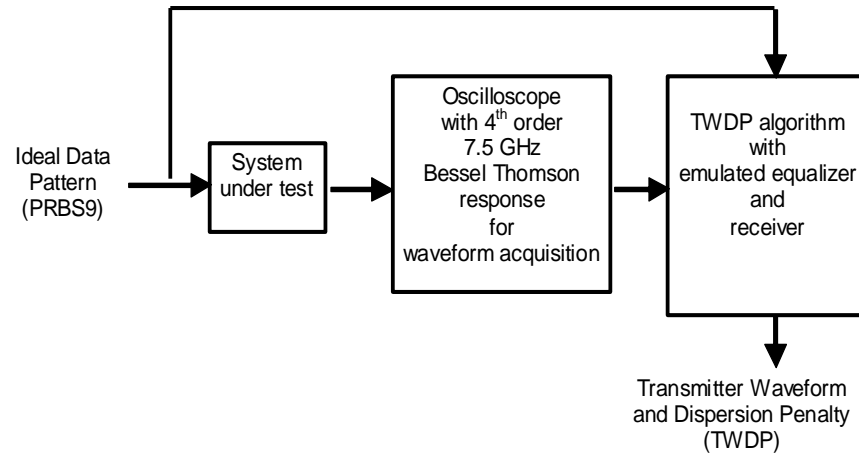 Ideal Data
Pattern
(PRBS9)
System
under test
Oscilloscope
with 4th order
7.5 GHz
Bessel Thomson
response
for
waveform acquisition
TWDP algorithm
with
emulated equalizer
and
receiver
Transmitter Waveform
and Dispersion Penalty
(TWDP)